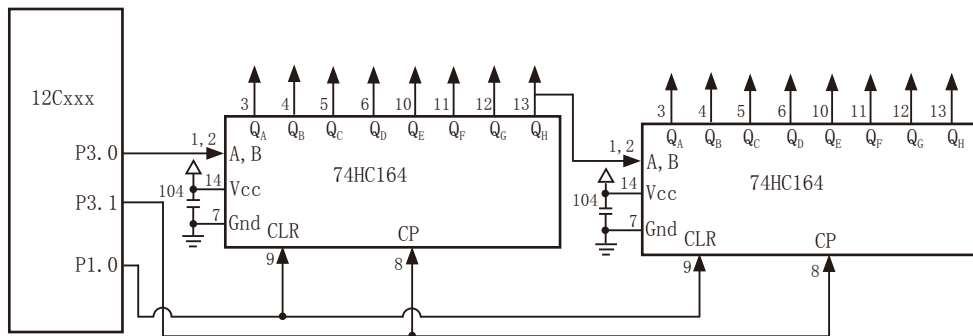 12Cxxx
P3.0
P3.1
P1.0
3 4 5 6 10 11 12 13
QA QB QC QD QE QF QG QH
1,2
A,B
74HC164
14
Vcc
104
7
Gnd
CLR
CP
9
8
3 4 5 6 10 11 12 13
QA QB QC QD QE QF QG QH
1,2
A,B
74HC164
14
Vcc
104
7
Gnd
CLR
CP
9
8